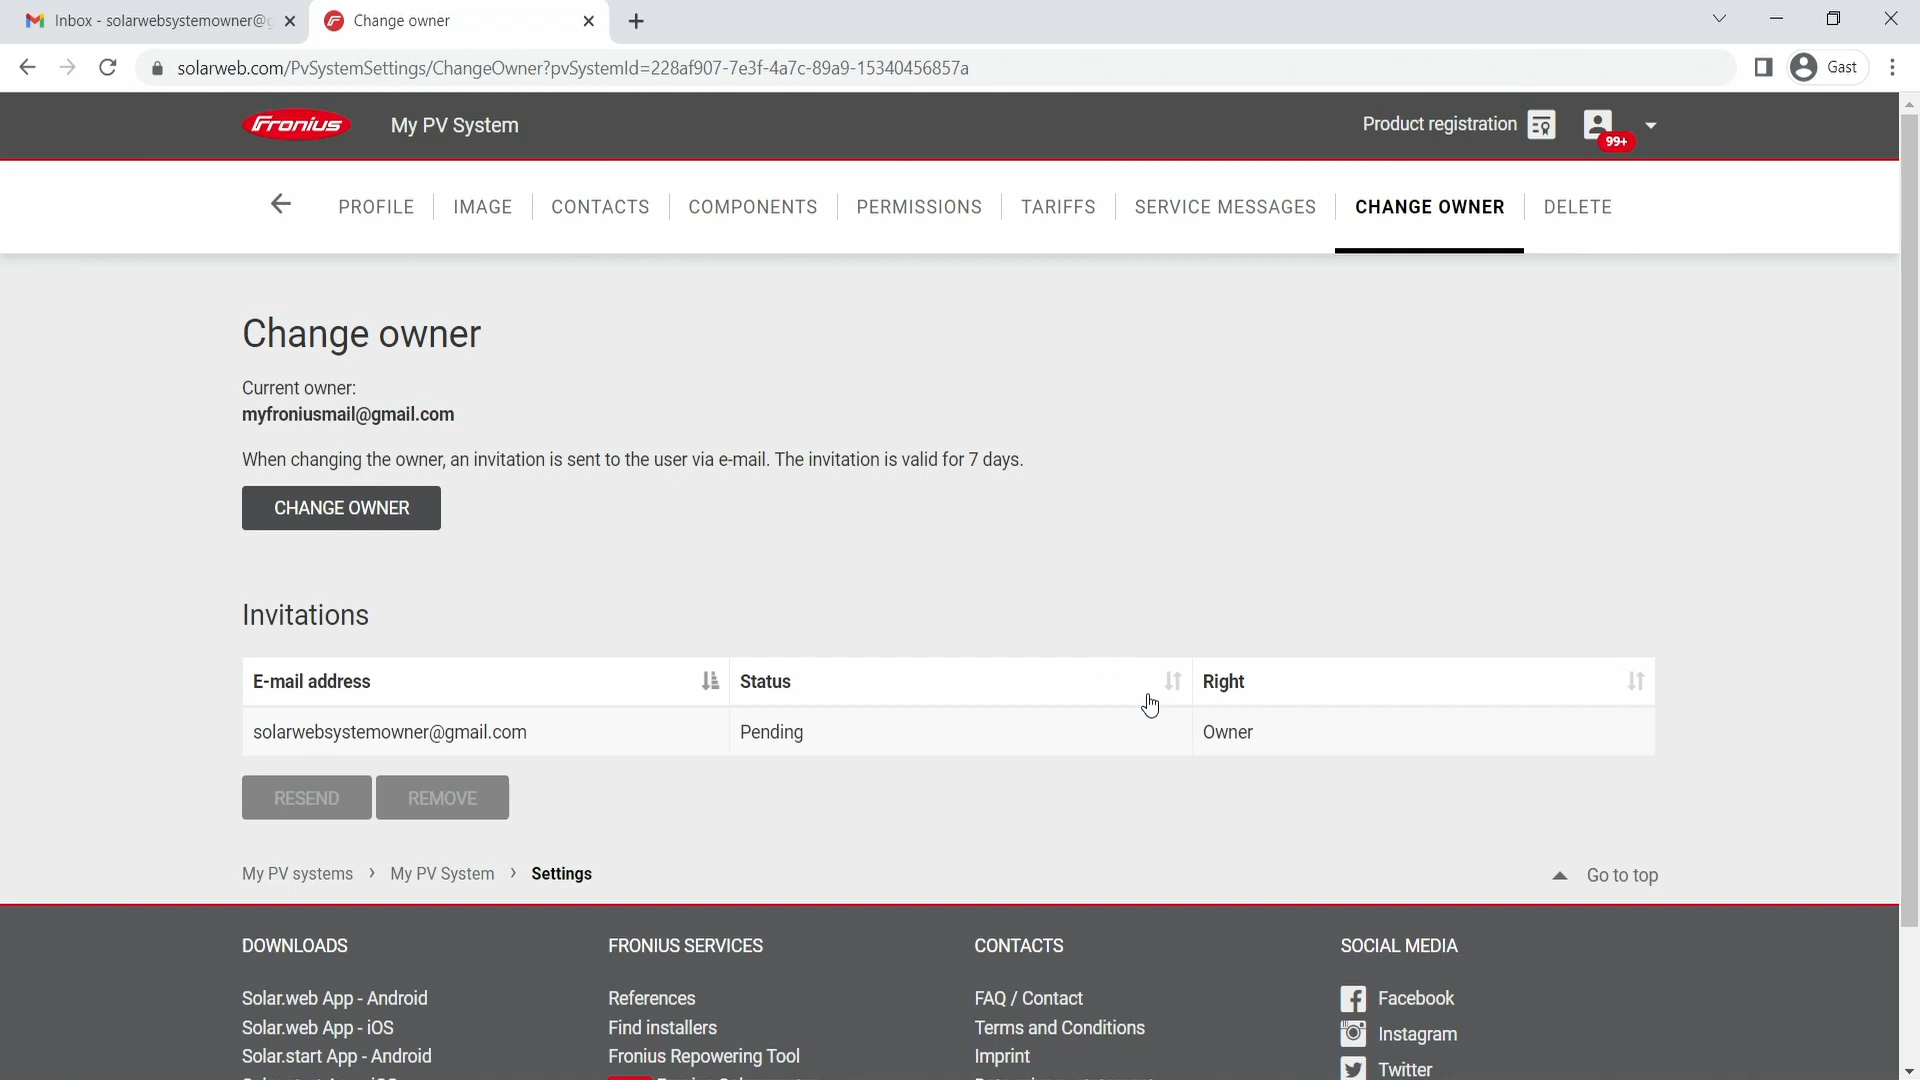 Inbox - solarwebsystemowner@g
Change owner
solarweb.com/PvSystemSettings/ChangeOwner?pvSystemId=228af907-7e3f-4a7c-89a9-15340456857a
Gast
Fronius
My PV System
Product registration
99+
PROFILE
IMAGE
CONTACTS
COMPONENTS
PERMISSIONS
TARIFFS
SERVICE MESSAGES
CHANGE OWNER
DELETE
Change owner
Current owner:
myfroniusmail@gmail.com
When changing the owner, an invitation is sent to the user via e-mail. The invitation is valid for 7 days.
CHANGE OWNER
Invitations
E-mail address Status Right
solarwebsystemowner@gmail.com Pending Owner
RESEND REMOVE
My PV systems › My PV System › Settings
Go to top
DOWNLOADS
Solar.web App - Android
Solar.web App - iOS
Solar.start App - Android
FRONIUS SERVICES
References
Find installers
Fronius Repowering Tool
CONTACTS
FAQ / Contact
Terms and Conditions
Imprint
SOCIAL MEDIA
Facebook
Instagram
Twitter